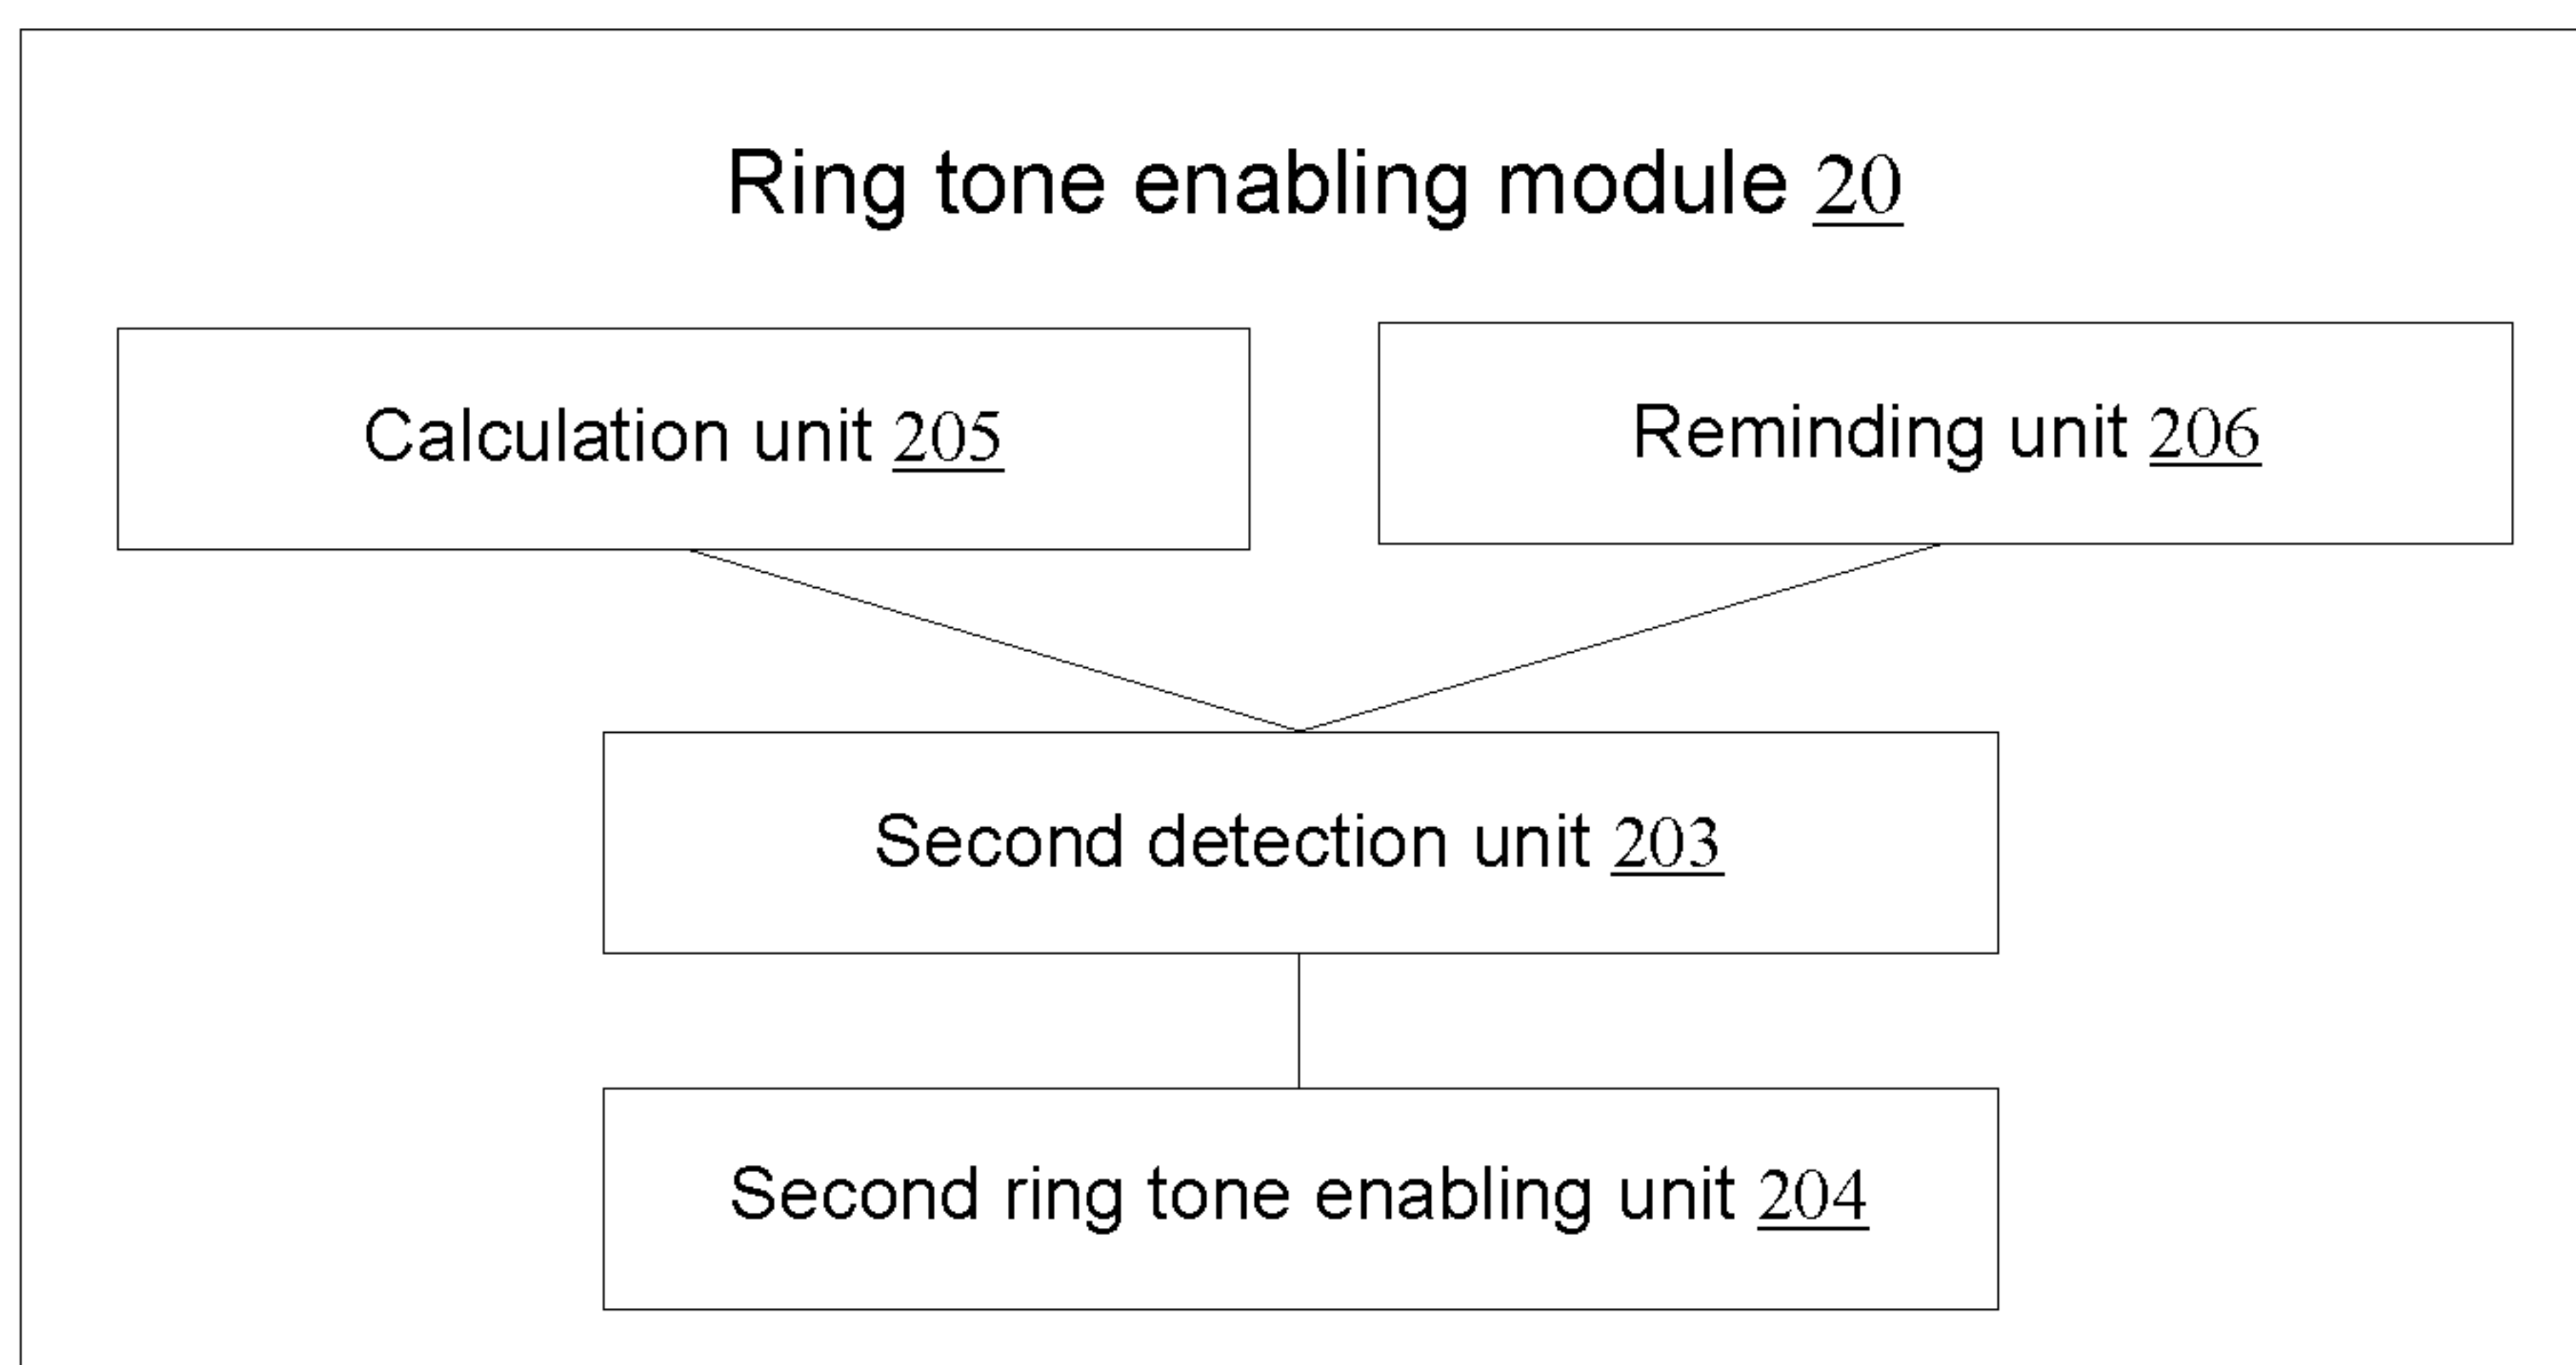 Ring tone enabling module 20
Calculation unit 205
Reminding unit 206
Second detection unit 203
Second ring tone enabling unit 204